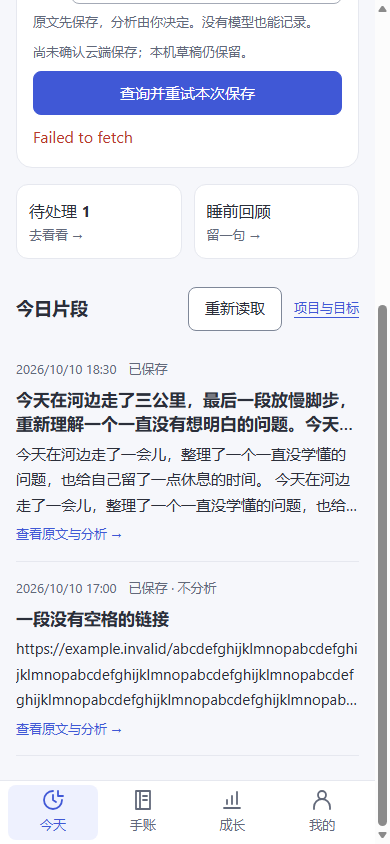 原文先保存，分析由你决定。没有模型也能记录。
尚未确认云端保存；本机草稿仍保留。
查询并重试本次保存
Failed to fetch
待处理 1
去看看 →
睡前回顾
留一句 →
今日片段
重新读取
项目与目标
2026/10/10 18:30 已保存
今天在河边走了三公里，最后一段放慢脚步，
重新理解一个一直没有想明白的问题。今天...
今天在河边走了一会儿，整理了一个一直没学懂的
问题，也给自己留了一点休息的时间。 今天在河边
走了一会儿，整理了一个一直没学懂的问题，也给...
查看原文与分析 →
2026/10/10 17:00 已保存 · 不分析
一段没有空格的链接
https://example.invalid/abcdefghijklmnopabcdefghi
jklmnopabcdefghijklmnopabcdefghijklmnopabcdef
ghijklmnopabcdefghijklmnopabcdefghijklmnopab...
查看原文与分析 →
今天
手账
成长
我的